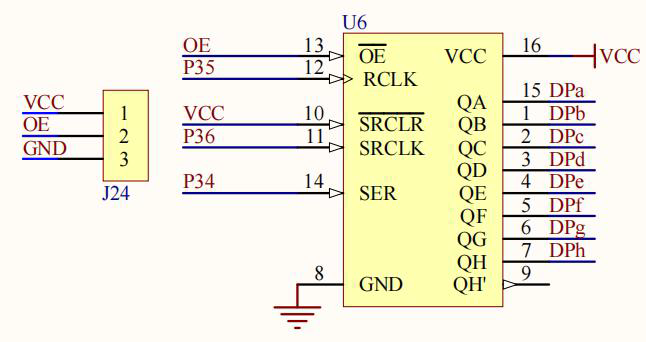 U6
OE 13 OE VCC 16 VCC
P35 12 RCLK
VCC 1
OE 2
GND 3
J24
VCC 10 SRCLR
P36 11 SRCLK
P34 14 SER
8 GND
QA 15 DPa
QB 1 DPb
QC 2 DPc
QD 3 DPd
QE 4 DPe
QF 5 DPf
QG 6 DPg
QH 7 DPh
QH' 9